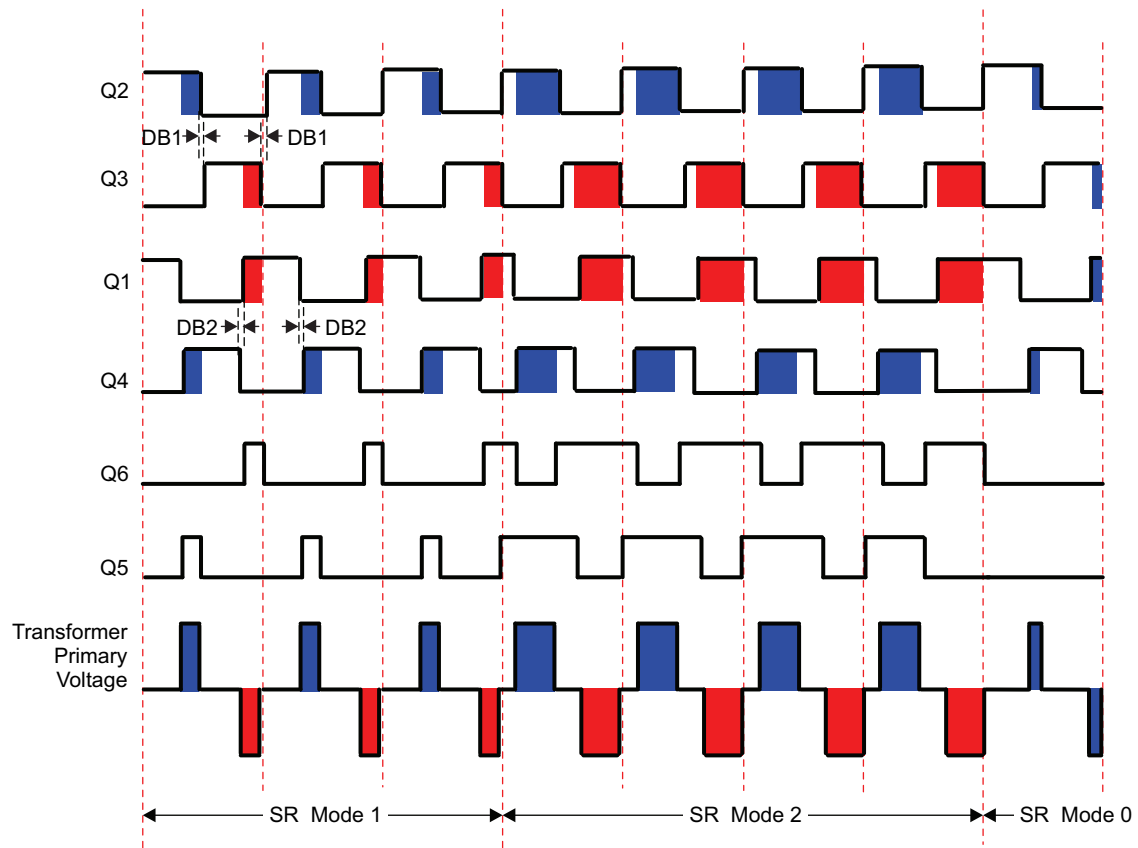 Q2
DB1
DB1
Q3
Q1
DB2
DB2
Q4
Q6
Q5
Transformer
Primary
Voltage
SR Mode 1
SR Mode 2
SR Mode 0